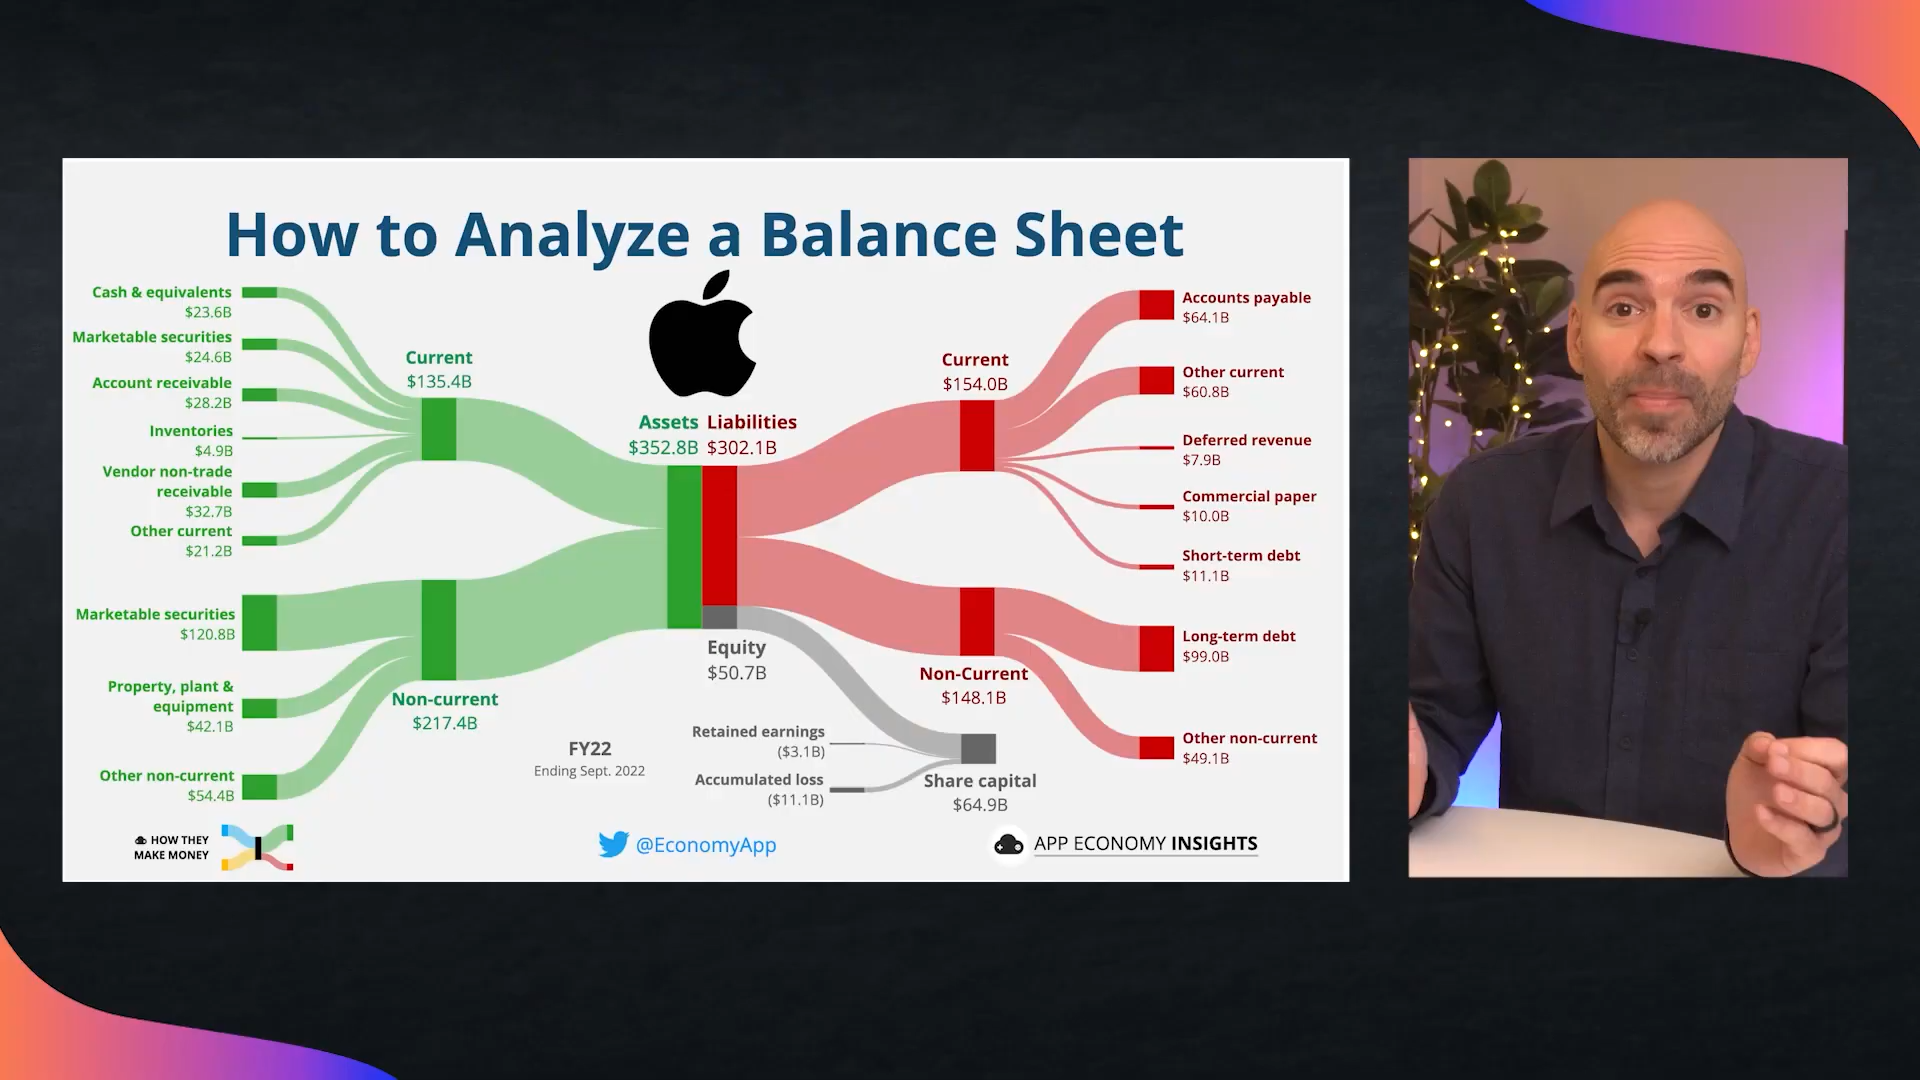 How to Analyze a Balance Sheet
Cash & equivalents
$23.6B
Marketable securities
$24.6B
Account receivable
$28.2B
Inventories
$4.9B
Vendor non-trade
receivable
$32.7B
Other current
$21.2B
Marketable securities
$120.8B
Property, plant &
equipment
$42.1B
Other non-current
$54.4B
Current
$135.4B
Non-current
$217.4B
Assets
$352.8B
Liabilities
$302.1B
Equity
$50.7B
FY22
Ending Sept. 2022
Retained earnings
($3.1B)
Accumulated loss
($11.1B)
Share capital
$64.9B
Current
$154.0B
Non-Current
$148.1B
Accounts payable
$64.1B
Other current
$60.8B
Deferred revenue
$7.9B
Commercial paper
$10.0B
Short-term debt
$11.1B
Long-term debt
$99.0B
Other non-current
$49.1B
HOW THEY
MAKE MONEY
@EconomyApp
APP ECONOMY INSIGHTS